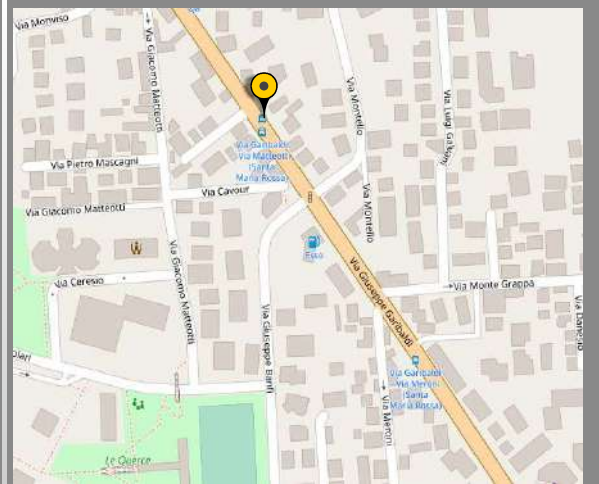 Via Monviso
Via Giacomo Matteotti
Via Montello
Via Luigi Galvani
Via Garibaldi
Via Matteotti
(Santa
Maria Rossa)
Via Pietro Mascagni
Via Cavour
Via Giacomo Matteotti
Via Montello
Esso
Via Giacomo Matteotti
Via Ceresio
Via Giuseppe Garibaldi
Via Monte Grappa
Via Giuseppe Banfi
Via Garibaldi
- Via Meroni
(Santa
Maria Rossa)
Via Meroni
Le Querce